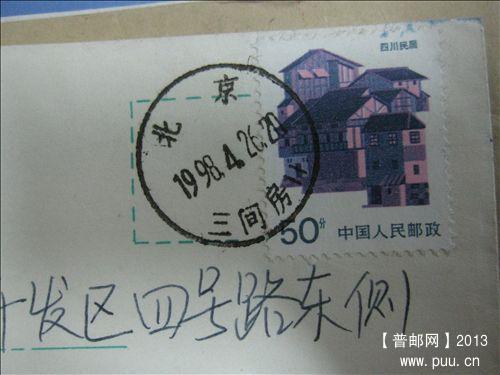 四川民居
北京
1998.4.26.20
三间房
50分 中国人民邮政
开发区四号路东侧
【普邮网】2013
www.puu.cn